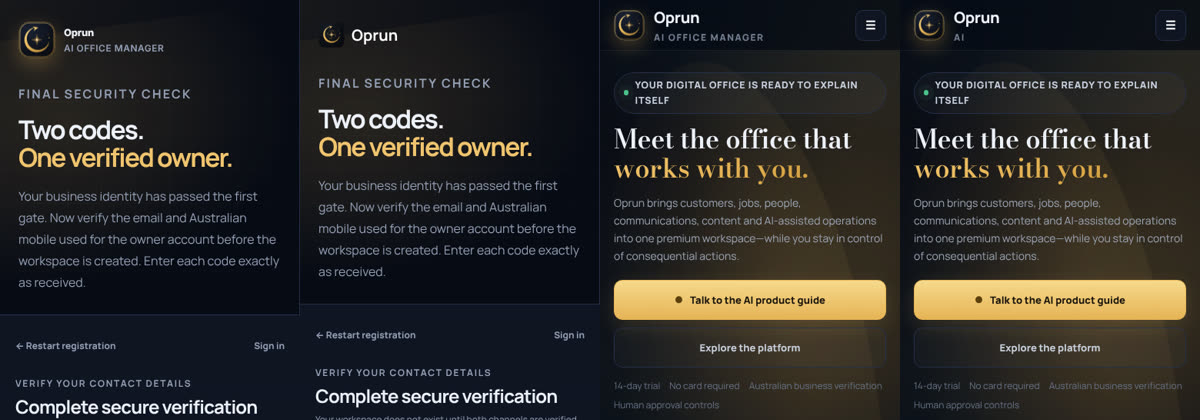 Oprun
AI OFFICE MANAGER
FINAL SECURITY CHECK
Two codes.
One verified owner.
Your business identity has passed the first
gate. Now verify the email and Australian
mobile used for the owner account before the
workspace is created. Enter each code exactly
as received.
← Restart registration
Sign in
VERIFY YOUR CONTACT DETAILS
Complete secure verification
Oprun
FINAL SECURITY CHECK
Two codes.
One verified owner.
Your business identity has passed the first
gate. Now verify the email and Australian
mobile used for the owner account before the
workspace is created. Enter each code exactly
as received.
← Restart registration
Sign in
VERIFY YOUR CONTACT DETAILS
Complete secure verification
Your workspace does not exist until both channels are verified.
Oprun
AI OFFICE MANAGER
YOUR DIGITAL OFFICE IS READY TO EXPLAIN
ITSELF
Meet the office that
works with you.
Oprun brings customers, jobs, people,
communications, content and AI-assisted operations
into one premium workspace—while you stay in control
of consequential actions.
Talk to the AI product guide
Explore the platform
14-day trial No card required Australian business verification
Human approval controls
Oprun
AI
YOUR DIGITAL OFFICE IS READY TO EXPLAIN
ITSELF
Meet the office that
works with you.
Oprun brings customers, jobs, people,
communications, content and AI-assisted operations
into one premium workspace—while you stay in control
of consequential actions.
Talk to the AI product guide
Explore the platform
14-day trial No card required Australian business verification
Human approval controls